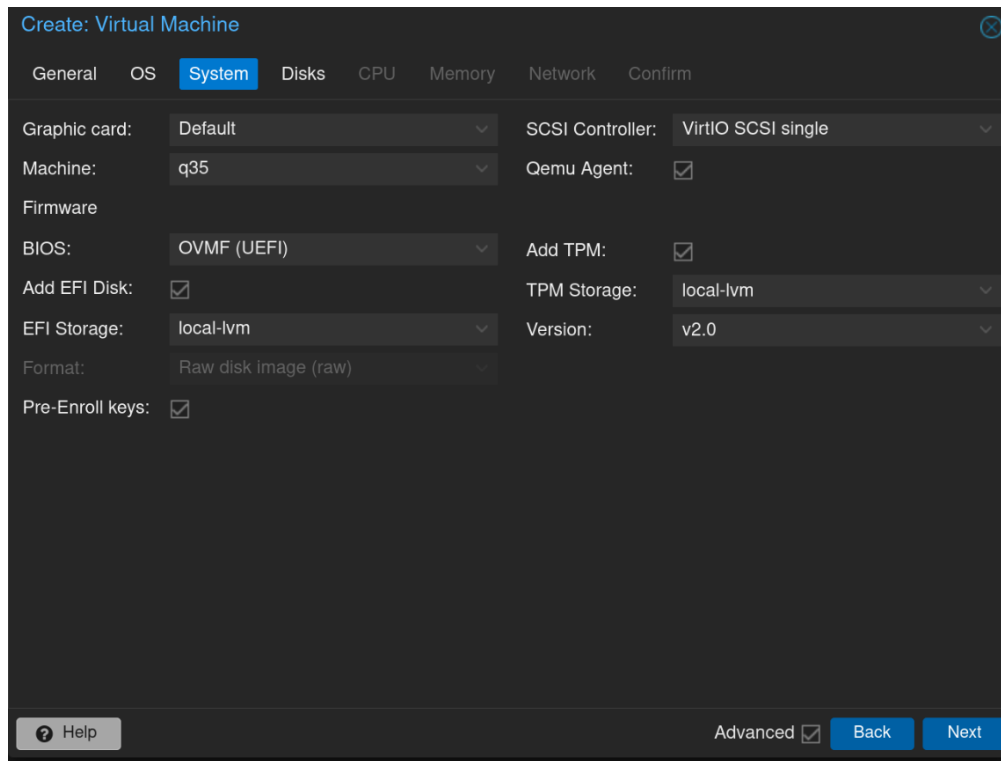 Create: Virtual Machine
General OS System Disks CPU Memory Network Confirm
Graphic card: Default SCSI Controller: VirtIO SCSI single
Machine: q35 Qemu Agent:
Firmware
BIOS: OVMF (UEFI) Add TPM:
Add EFI Disk: TPM Storage: local-lvm
EFI Storage: local-lvm Version: v2.0
Format: Raw disk image (raw)
Pre-Enroll keys:
Help Advanced Back Next